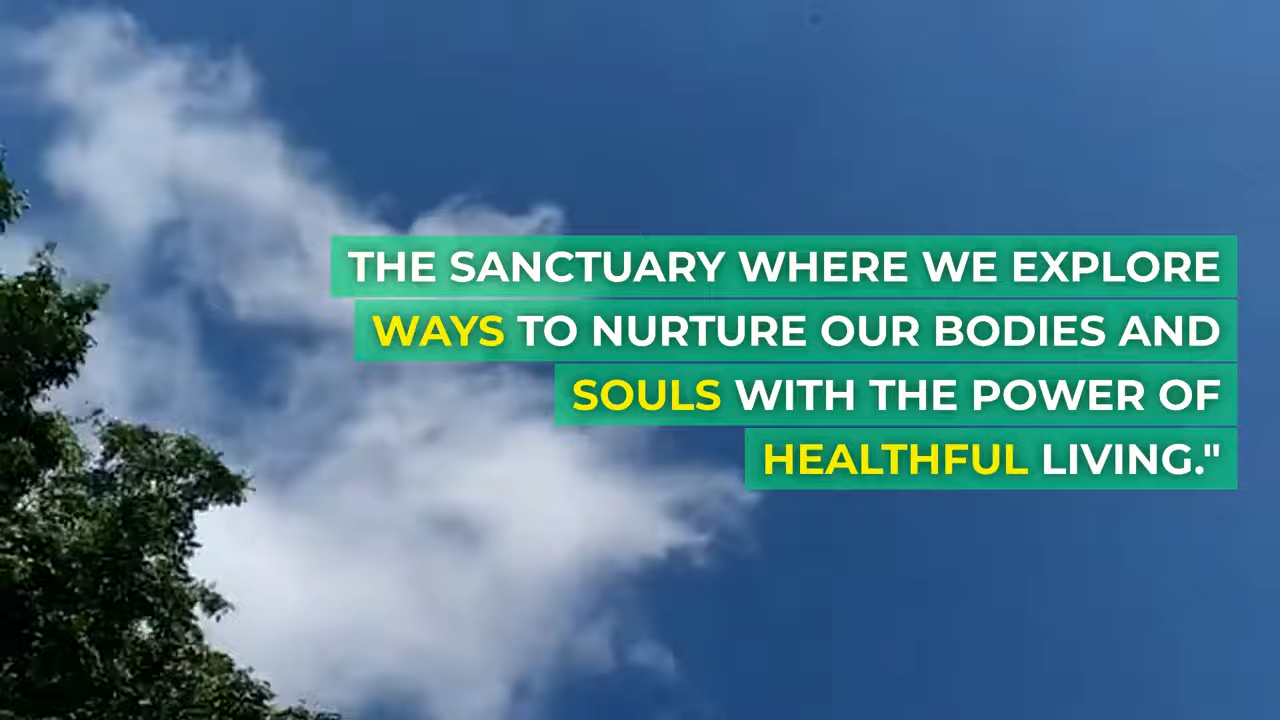 THE SANCTUARY WHERE WE EXPLORE
WAYS TO NURTURE OUR BODIES AND
SOULS WITH THE POWER OF
HEALTHFUL LIVING."